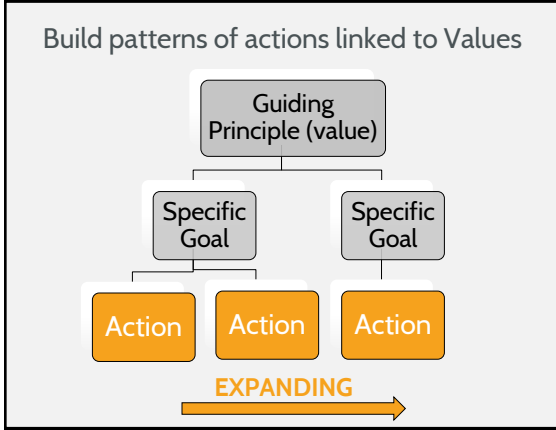 Build patterns of actions linked to Values
Guiding
Principle (value)
Specific
Goal
Specific
Goal
Action
Action
Action
EXPANDING